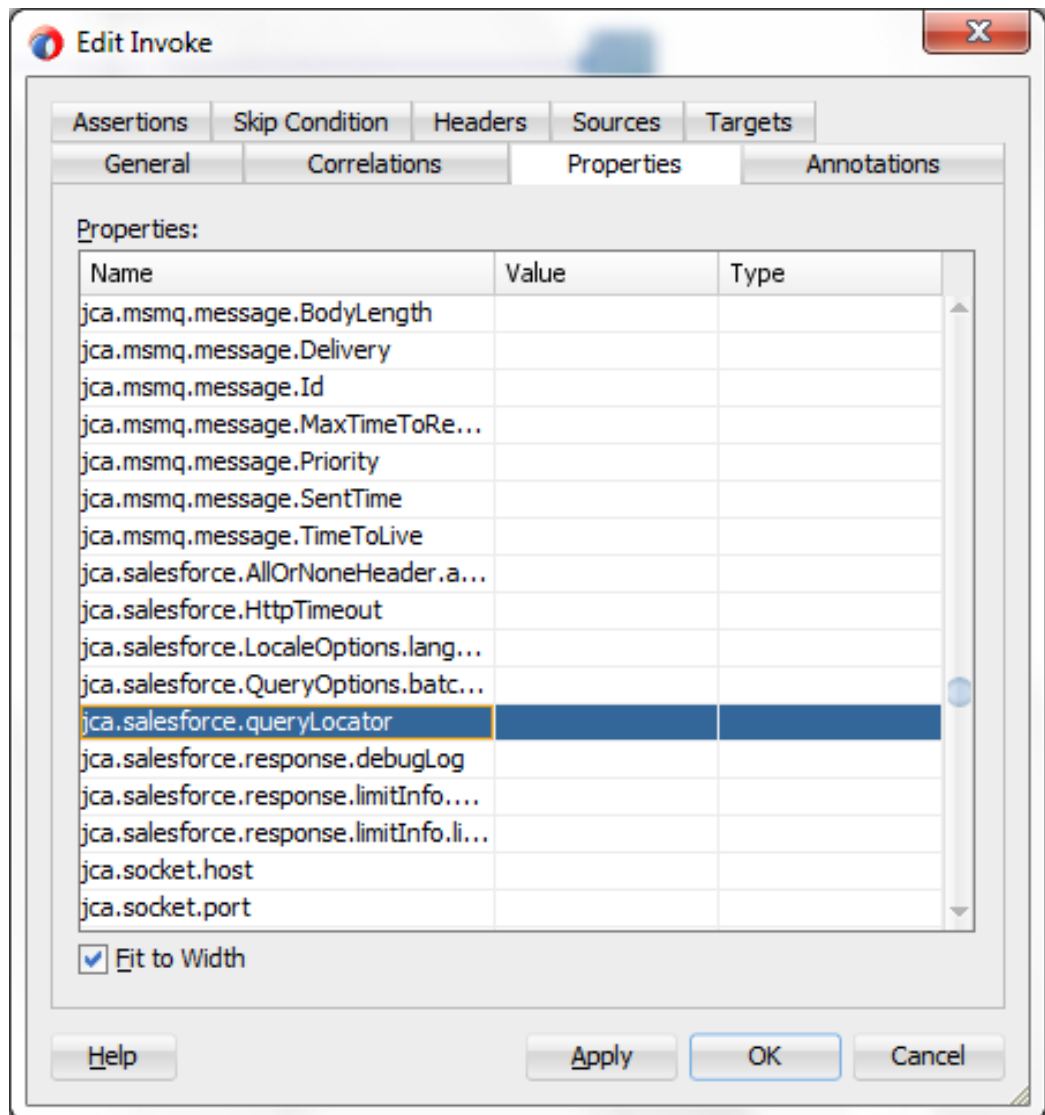 Edit Invoke
Assertions Skip Condition Headers Sources Targets
General Correlations Properties Annotations
Properties:
Name Value Type
jca.msmq.message.BodyLength
jca.msmq.message.Delivery
jca.msmq.message.Id
jca.msmq.message.MaxTimeToRe...
jca.msmq.message.Priority
jca.msmq.message.SentTime
jca.msmq.message.TimeToLive
jca.salesforce.AllOrNoneHeader.a...
jca.salesforce.HttpTimeout
jca.salesforce.LocaleOptions.lang...
jca.salesforce.QueryOptions.batc...
jca.salesforce.queryLocator
jca.salesforce.response.debugLog
jca.salesforce.response.limitInfo....
jca.salesforce.response.limitInfo.li...
jca.socket.host
jca.socket.port
Fit to Width
Help Apply OK Cancel